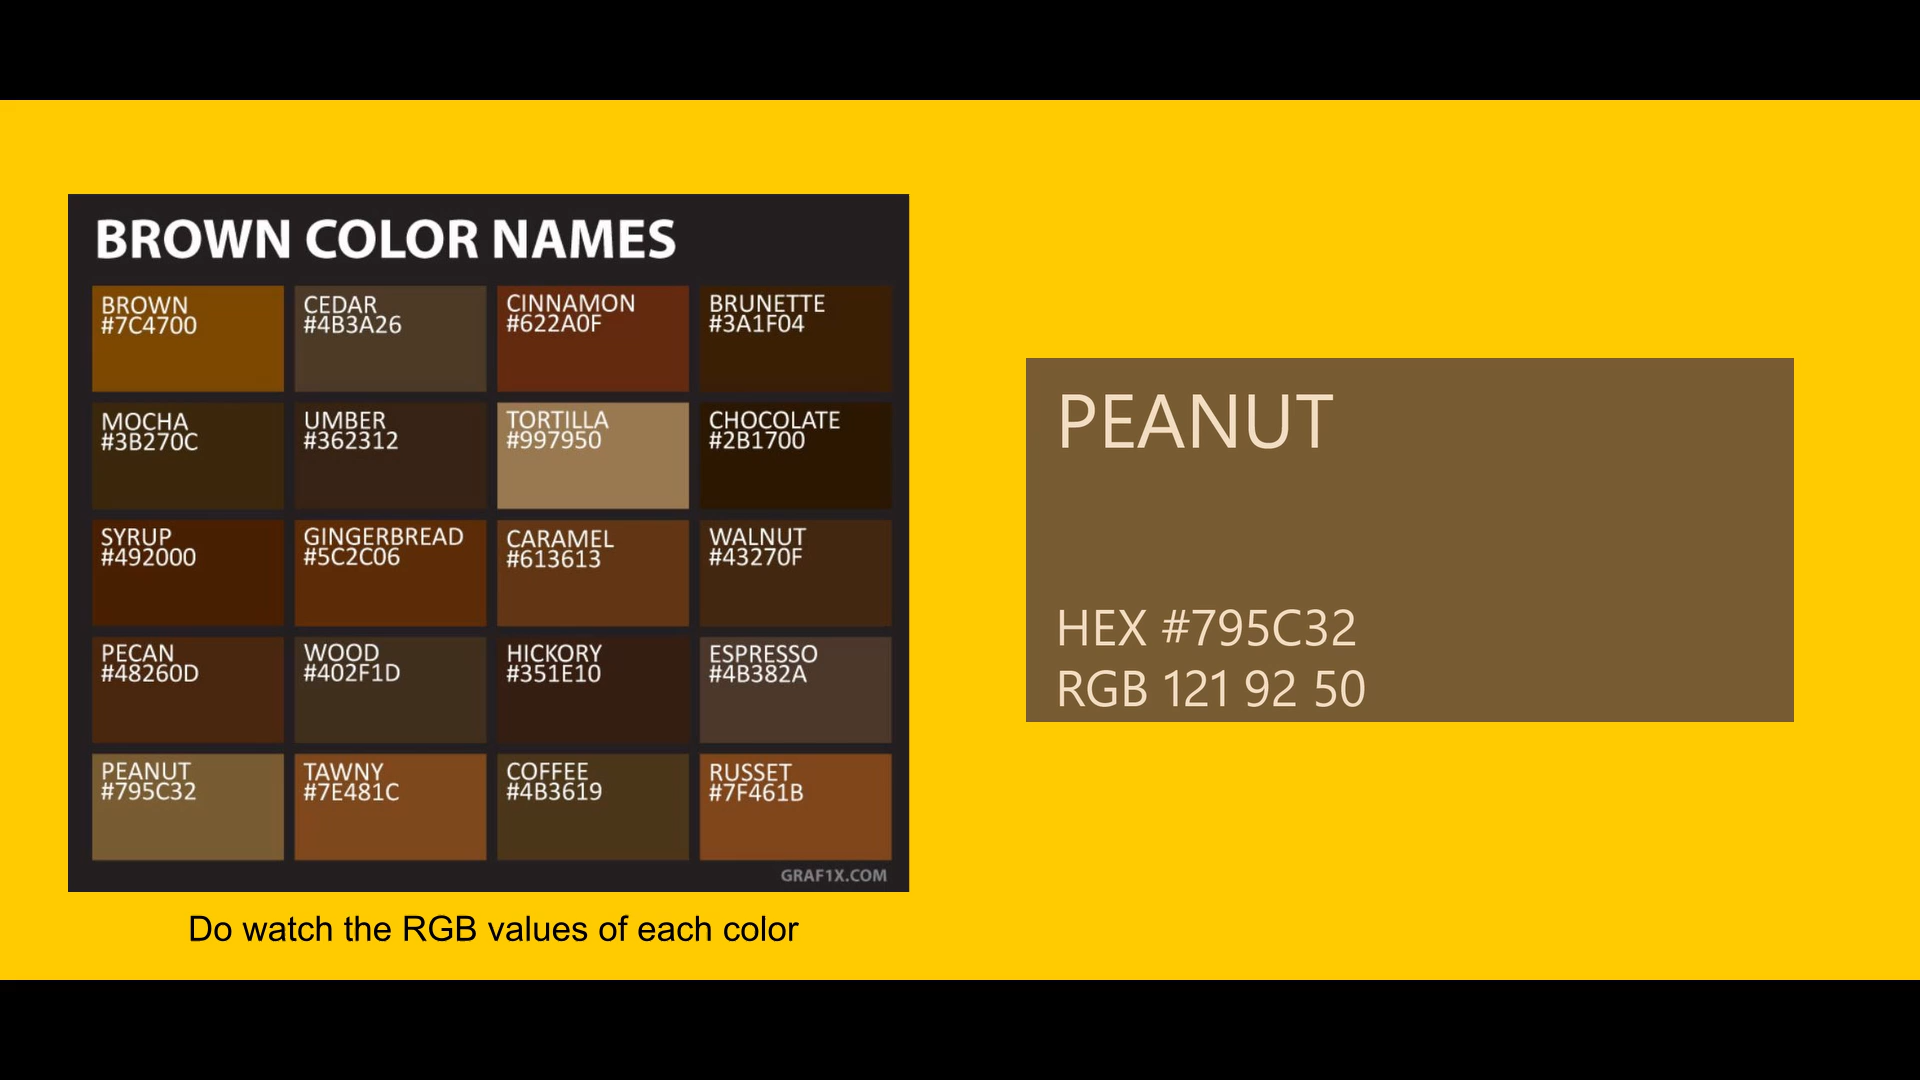 BROWN COLOR NAMES
BROWN
#7C4700
CEDAR
#4B3A26
CINNAMON
#622A0F
BRUNETTE
#3A1F04
MOCHA
#3B270C
UMBER
#362312
TORTILLA
#997950
CHOCOLATE
#2B1700
SYRUP
#492000
GINGERBREAD
#5C2C06
CARAMEL
#613613
WALNUT
#43270F
PECAN
#48260D
WOOD
#402F1D
HICKORY
#351E10
ESPRESSO
#4B382A
PEANUT
#795C32
TAWNY
#7E481C
COFFEE
#4B3619
RUSSET
#7F461B
GRAF1X.COM
Do watch the RGB values of each color
PEANUT
HEX #795C32
RGB 121 92 50